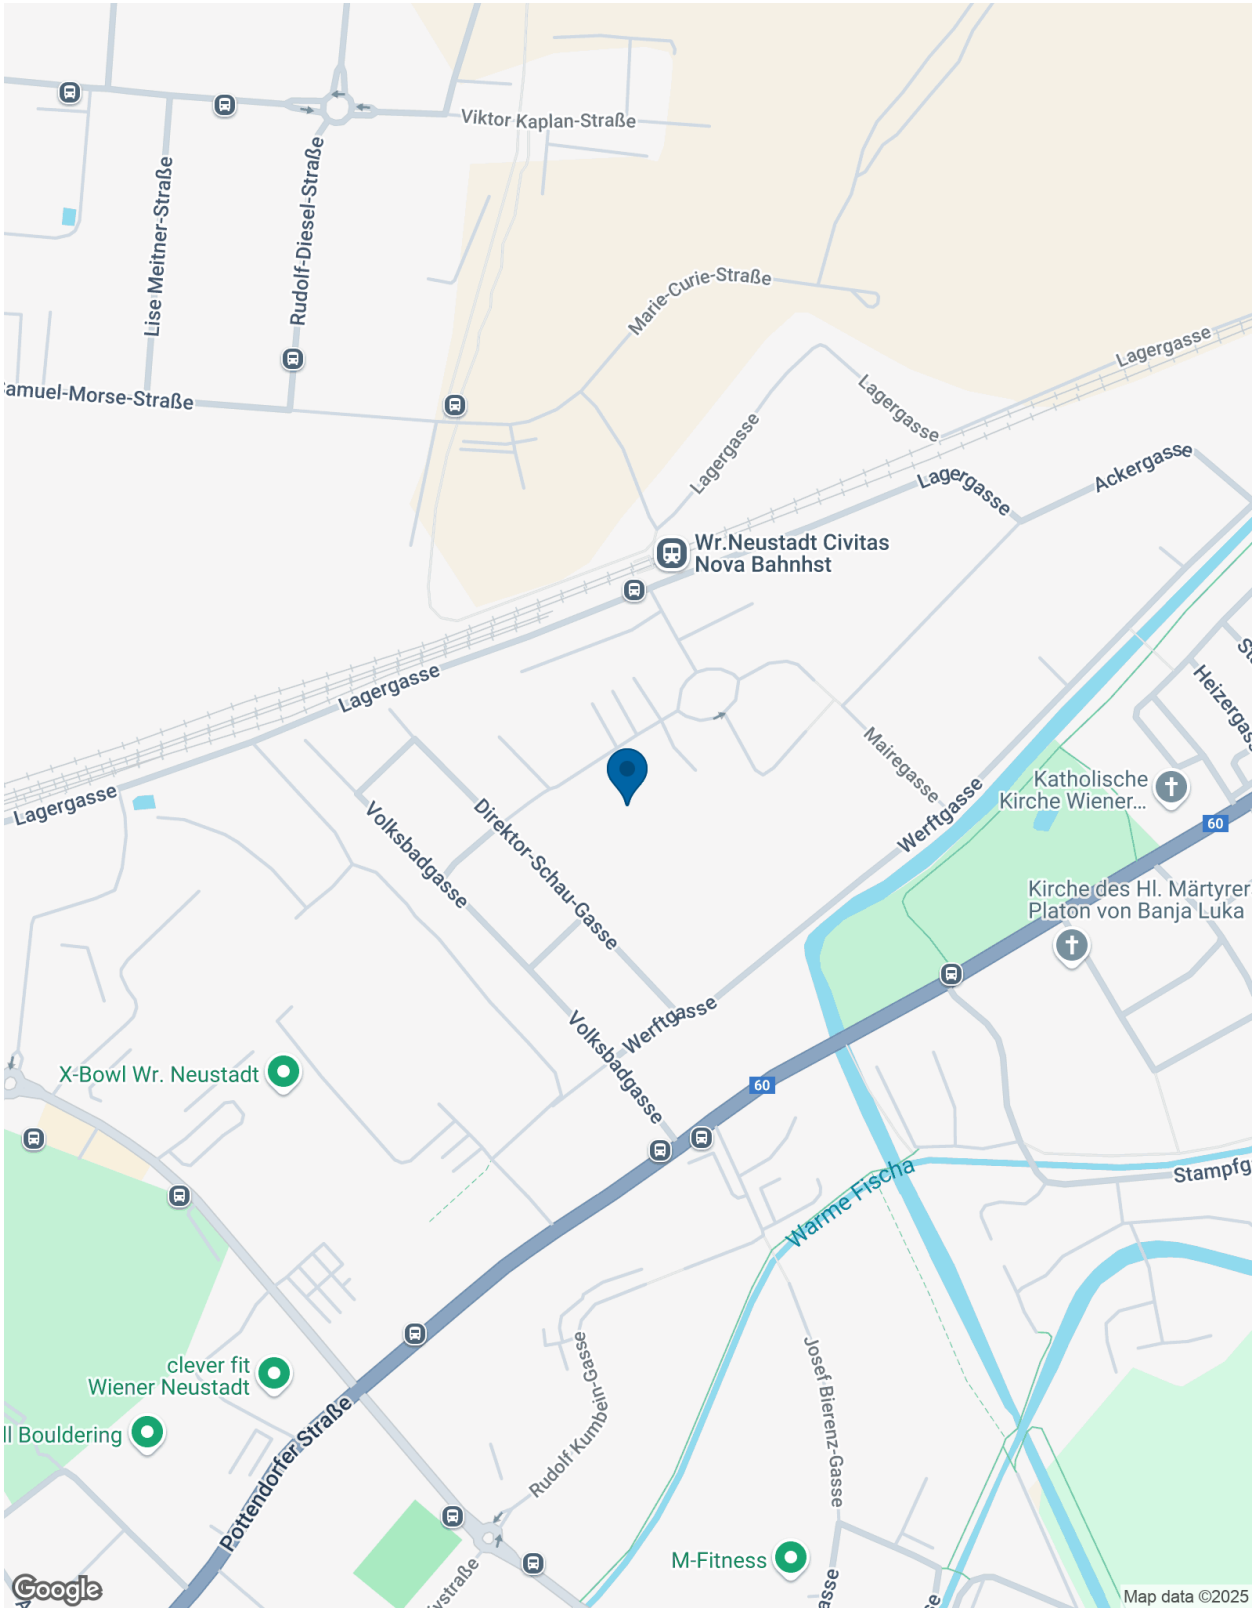 Viktor Kaplan-Straße
Lise Meitner-Straße
Rudolf-Diesel-Straße
Marie-Curie-Straße
Lagergasse
Lagergasse
amuel-Morse-Straße
Lagergasse
Lagergasse
Ackergasse
Wr.Neustadt Civitas
Nova Bahnhst
Heizergas
Lagergasse
Mairegasse
Katholische
Kirche Wiener...
Lagergasse
Volksbadgasse
Direktor-Schau-Gasse
Werftgasse
60
Kirche des Hl. Märtyrer
Platon von Banja Luka
Werftgasse
Volksbadgasse
X-Bowl Wr. Neustadt
60
Warme Fischa
Stampfg
clever fit
Wiener Neustadt
ll Bouldering
Pottendorfer Straße
Rudolf Kumbein-Gasse
Josef Bierenz-Gasse
M-Fitness
ivstraße
asse
se
Google
Map data ©2025